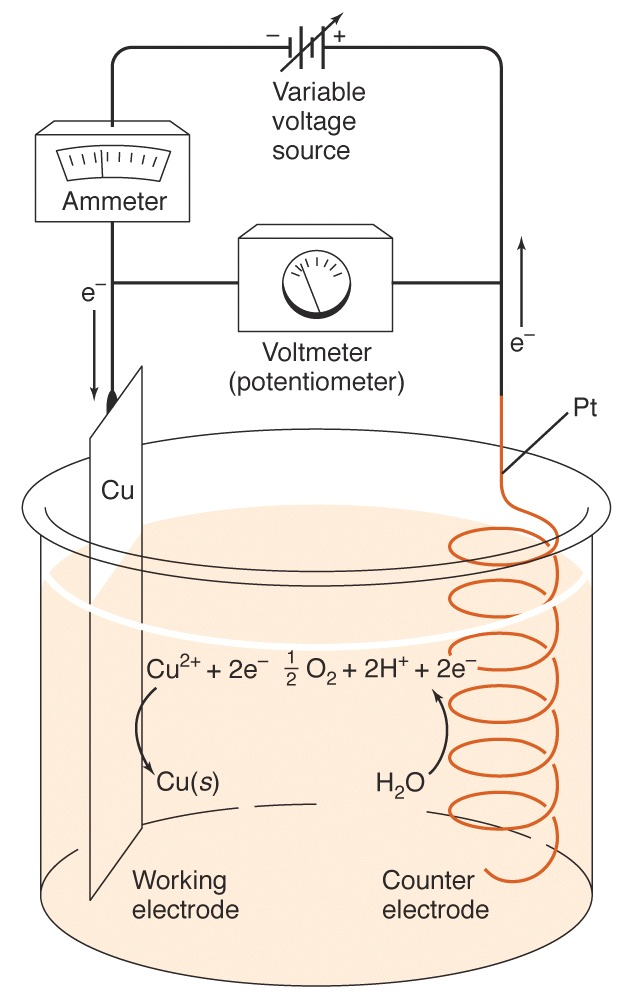 − +
Variable
voltage
source
Ammeter
e⁻
Voltmeter
(potentiometer)
e⁻
Pt
Cu
Cu²⁺ + 2e⁻ ½ O₂ + 2H⁺ + 2e⁻
Cu(s)
H₂O
Working
electrode
Counter
electrode